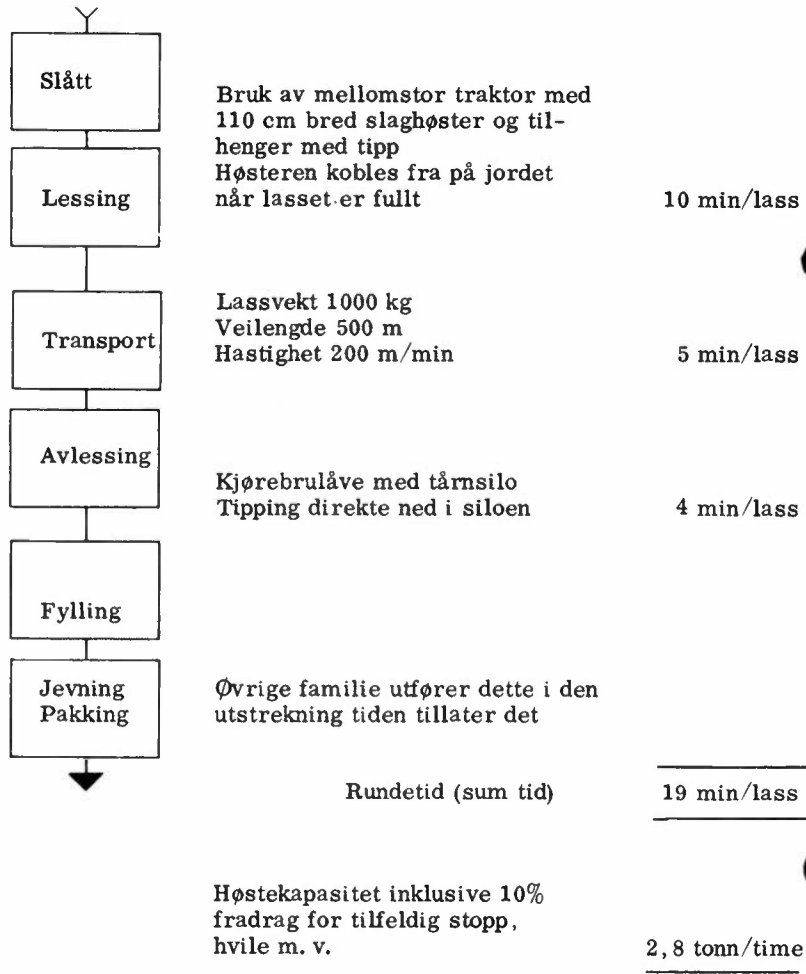 Slått
Bruk av mellomstor traktor med
110 cm bred slaghøster og til-
henger med tipp
Høsteren kobles fra på jordet
Lessing
når lasset er fullt 10 min/lass
Lassvekt 1000 kg
Veilengde 500 m
Transport
Hastighet 200 m/min 5 min/lass
Avlessing
Kjørebrulåve med tårnsilo
Tipping direkte ned i siloen 4 min/lass
Fylling
Jevning
Pakking
Øvrige familie utfører dette i den
utstrekning tiden tillater det
Rundetid (sum tid) 19 min/lass
Høstekapasitet inklusive 10%
fradrag for tilfeldig stopp,
hvile m. v. 2,8 tonn/time